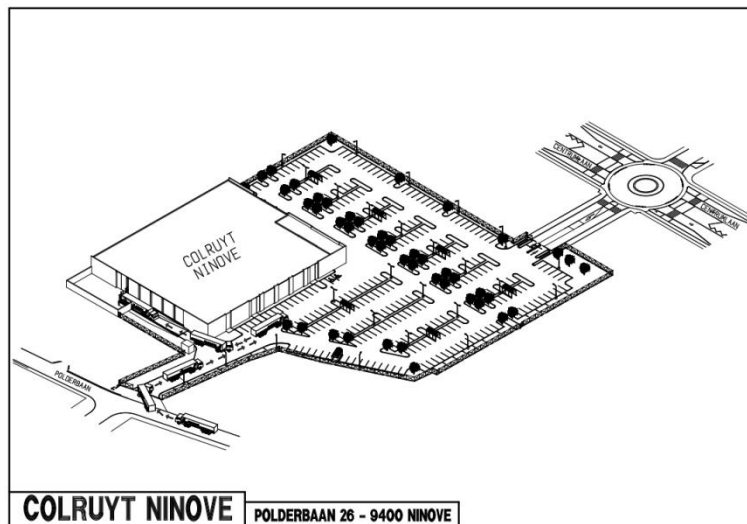 CENTRUMLAAN
CENTRUMLAAN
COLRUYT
NINOVE
POLDERBAAN
COLRUYT NINOVE
POLDERBAAN 26 - 9400 NINOVE